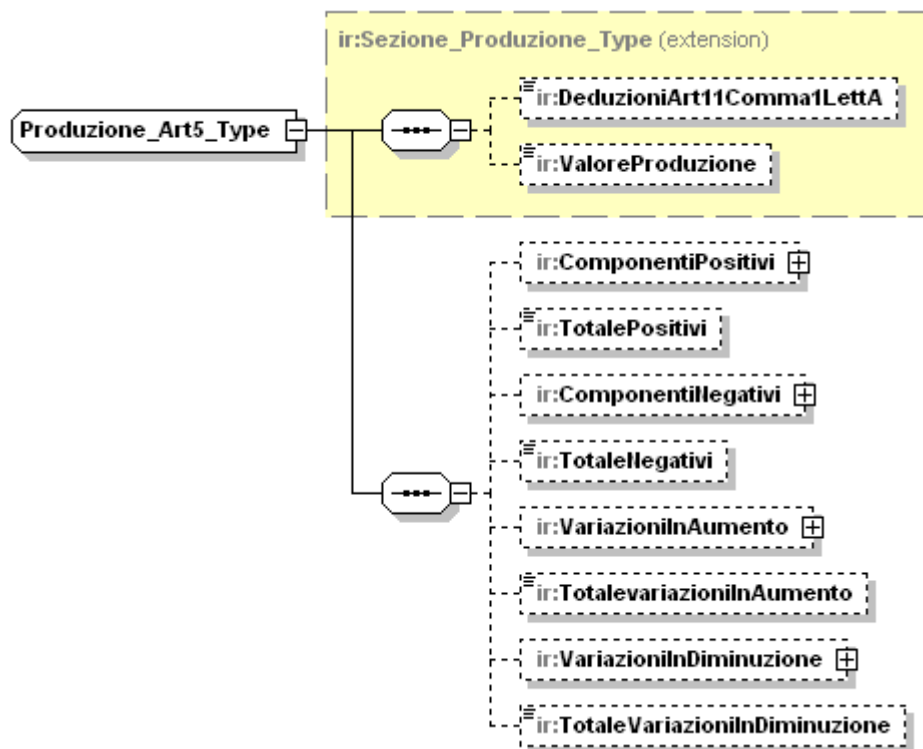 ir:Sezione_Produzione_Type (extension)
Produzione_Art5_Type
ir:DeduzioniArt11Comma1LettA
ir:ValoreProduzione
ir:ComponentiPositivi
ir:TotalePositivi
ir:ComponentiNegativi
ir:TotaleNegativi
ir:VariazioniInAumento
ir:TotalevariazioniInAumento
ir:VariazioniInDiminuzione
ir:TotaleVariazioniInDiminuzione